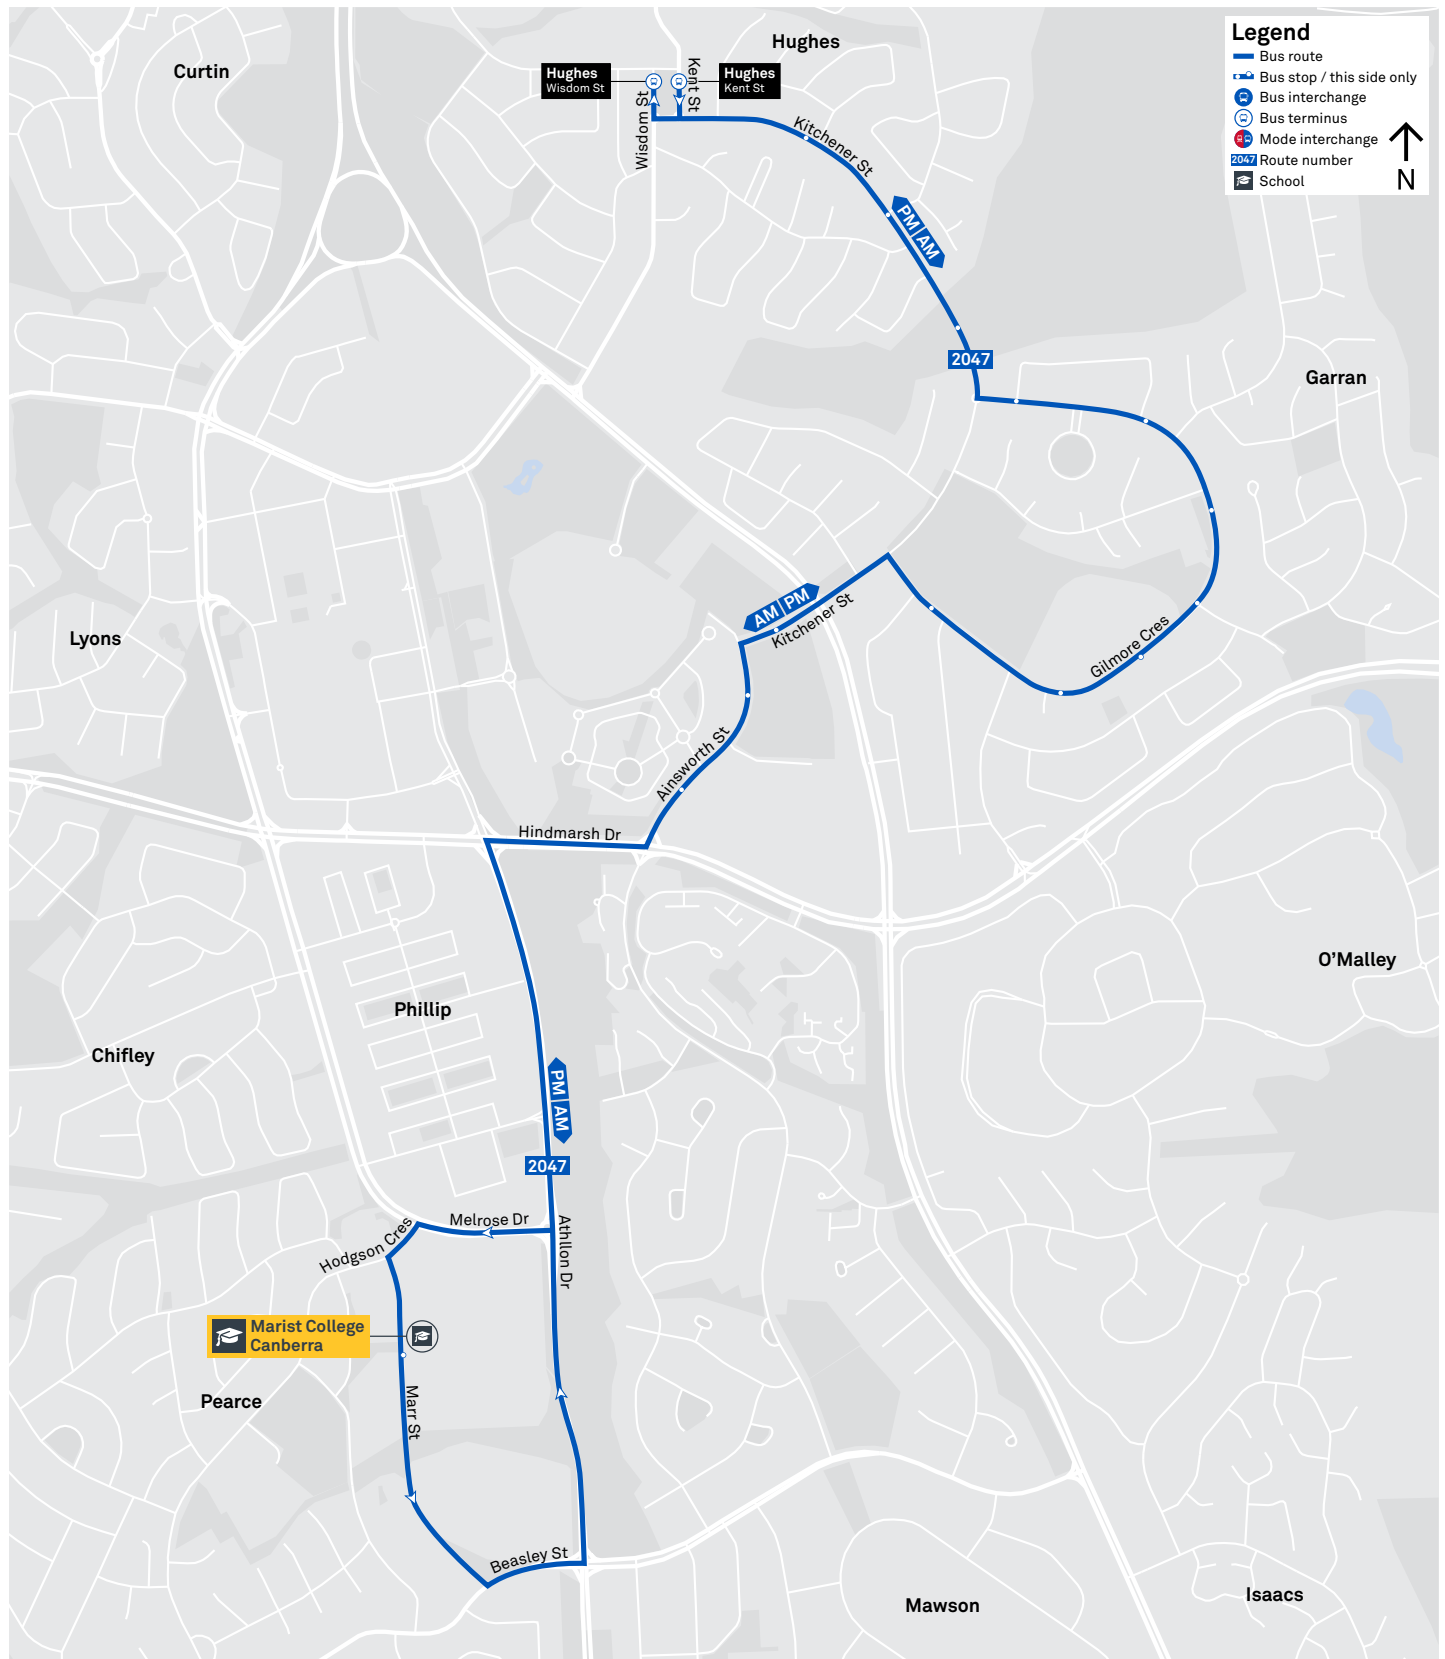 Legend
Bus route
Bus stop / this side only
Bus interchange
Bus terminus
Mode interchange
2047 Route number
School
N
Hughes
Curtin
Hughes
Wisdom St
Hughes
Kent St
Kent St
Wisdom St
Kitchener St
PM AM
2047
Garran
AM PM
Kitchener St
Gilmore Cres
Lyons
Ainsworth St
Hindmarsh Dr
O'Malley
Phillip
Chifley
PM AM
2047
Melrose Dr
Hodgson Cres
Athllon Dr
Marist College
Canberra
Pearce
Marr St
Beasley St
Mawson
Isaacs